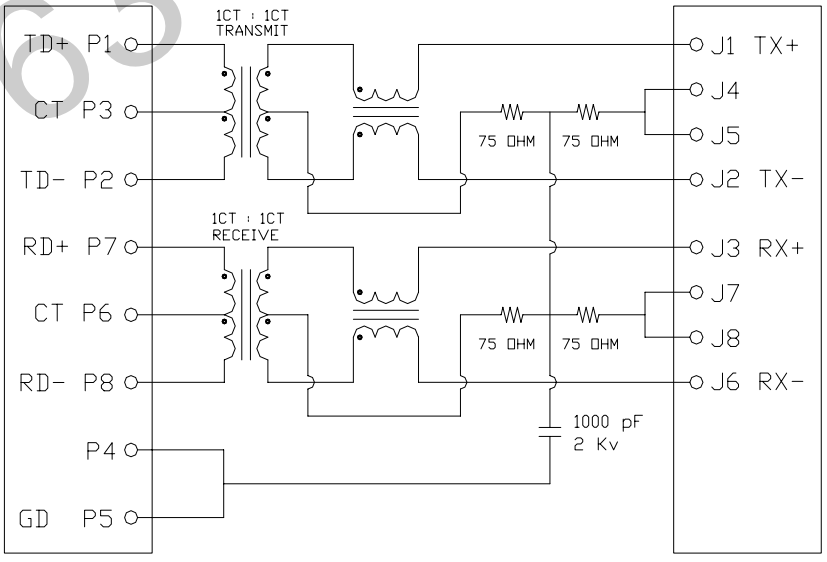 1CT : 1CT
TRANSMIT
TD+ P1
J1 TX+
J4
CT P3
75 OHM
75 OHM
J5
TD- P2
J2 TX-
1CT : 1CT
RECEIVE
RD+ P7
J3 RX+
J7
CT P6
75 OHM
75 OHM
J8
RD- P8
J6 RX-
1000 pF
2 Kv
P4
GD P5
63